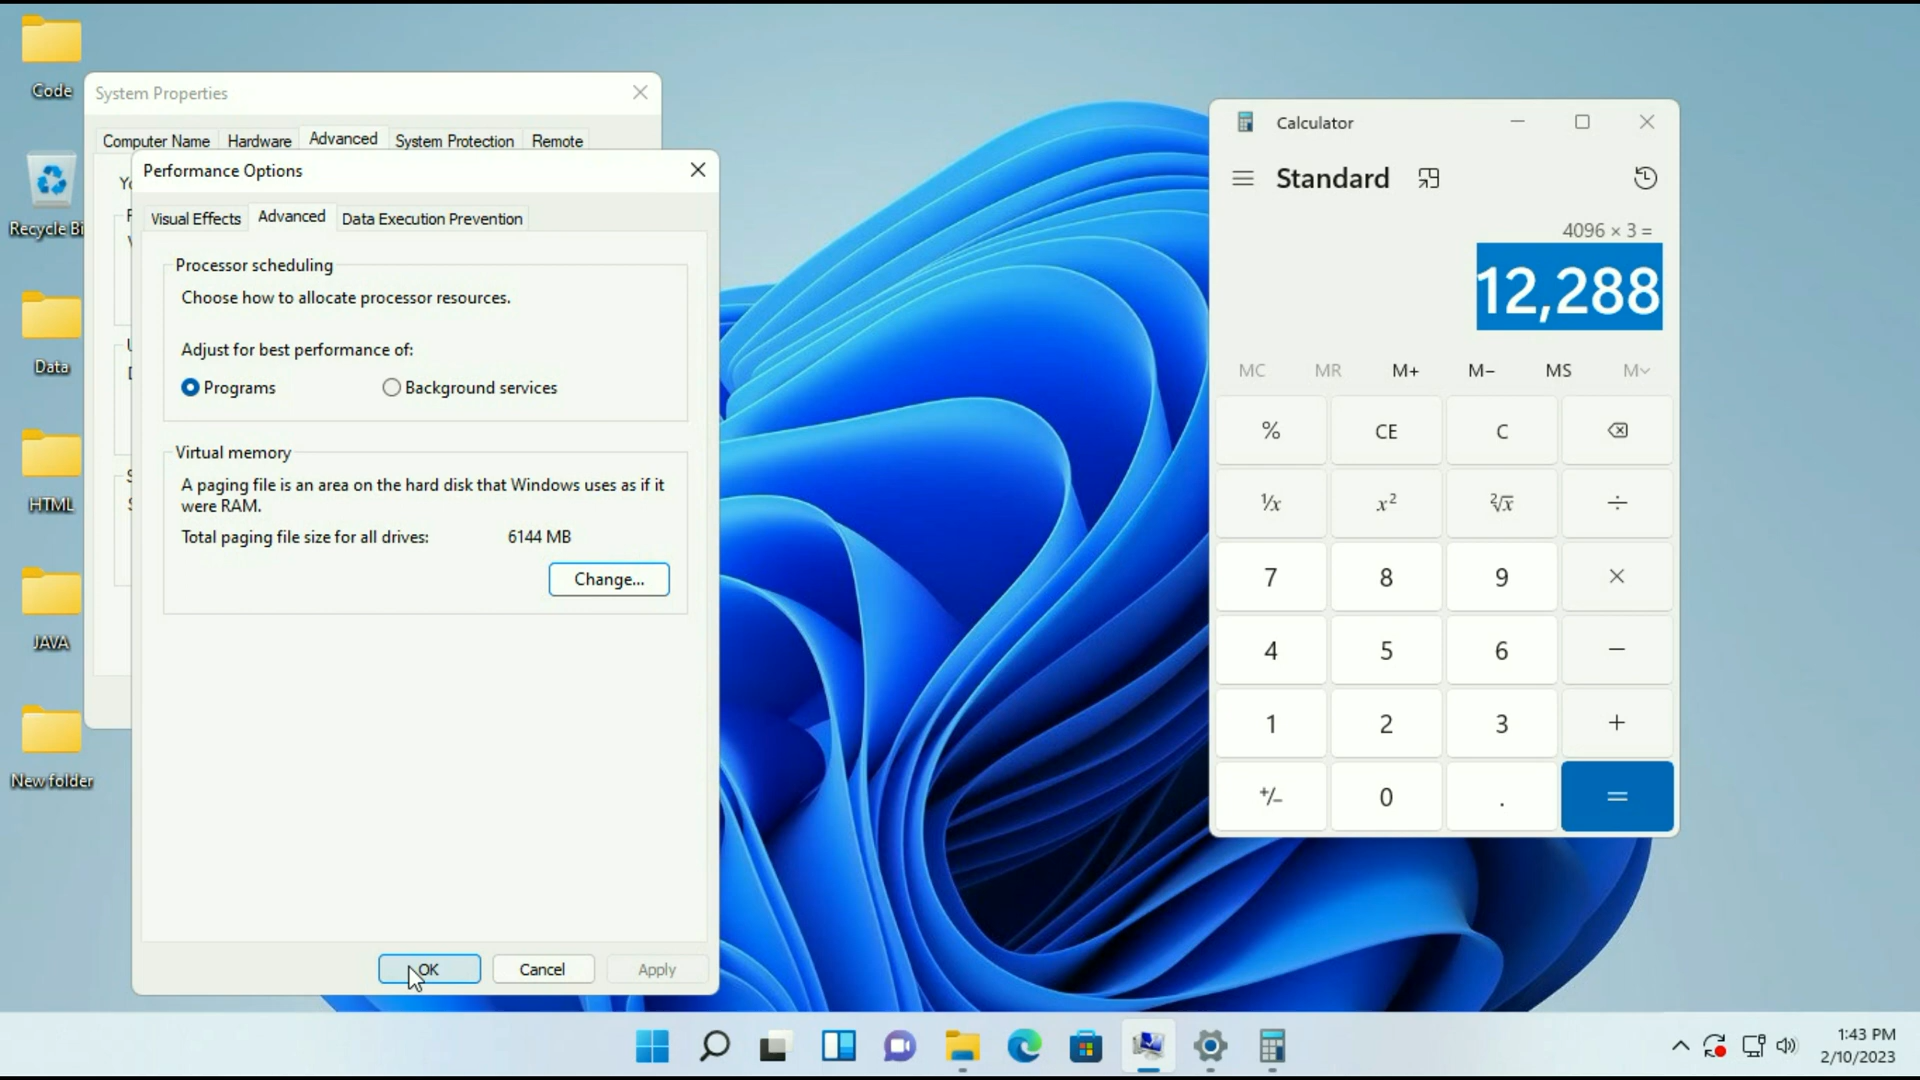 Code
Recycle Bi
Data
HTML
JAVA
New folder
System Properties
Computer Name
Hardware
Advanced
System Protection
Remote
Performance Options
Visual Effects
Advanced
Data Execution Prevention
Processor scheduling
Choose how to allocate processor resources.
Adjust for best performance of:
Programs
Background services
Virtual memory
A paging file is an area on the hard disk that Windows uses as if it
were RAM.
Total paging file size for all drives: 6144 MB
Change...
OK
Cancel
Apply
Calculator
Standard
4096 × 3 =
12,288
MC MR M+ M− MS M
% CE C
¹/x x² ²√x ÷
7 8 9 ×
4 5 6 −
1 2 3 +
+/− 0 . =
1:43 PM
2/10/2023